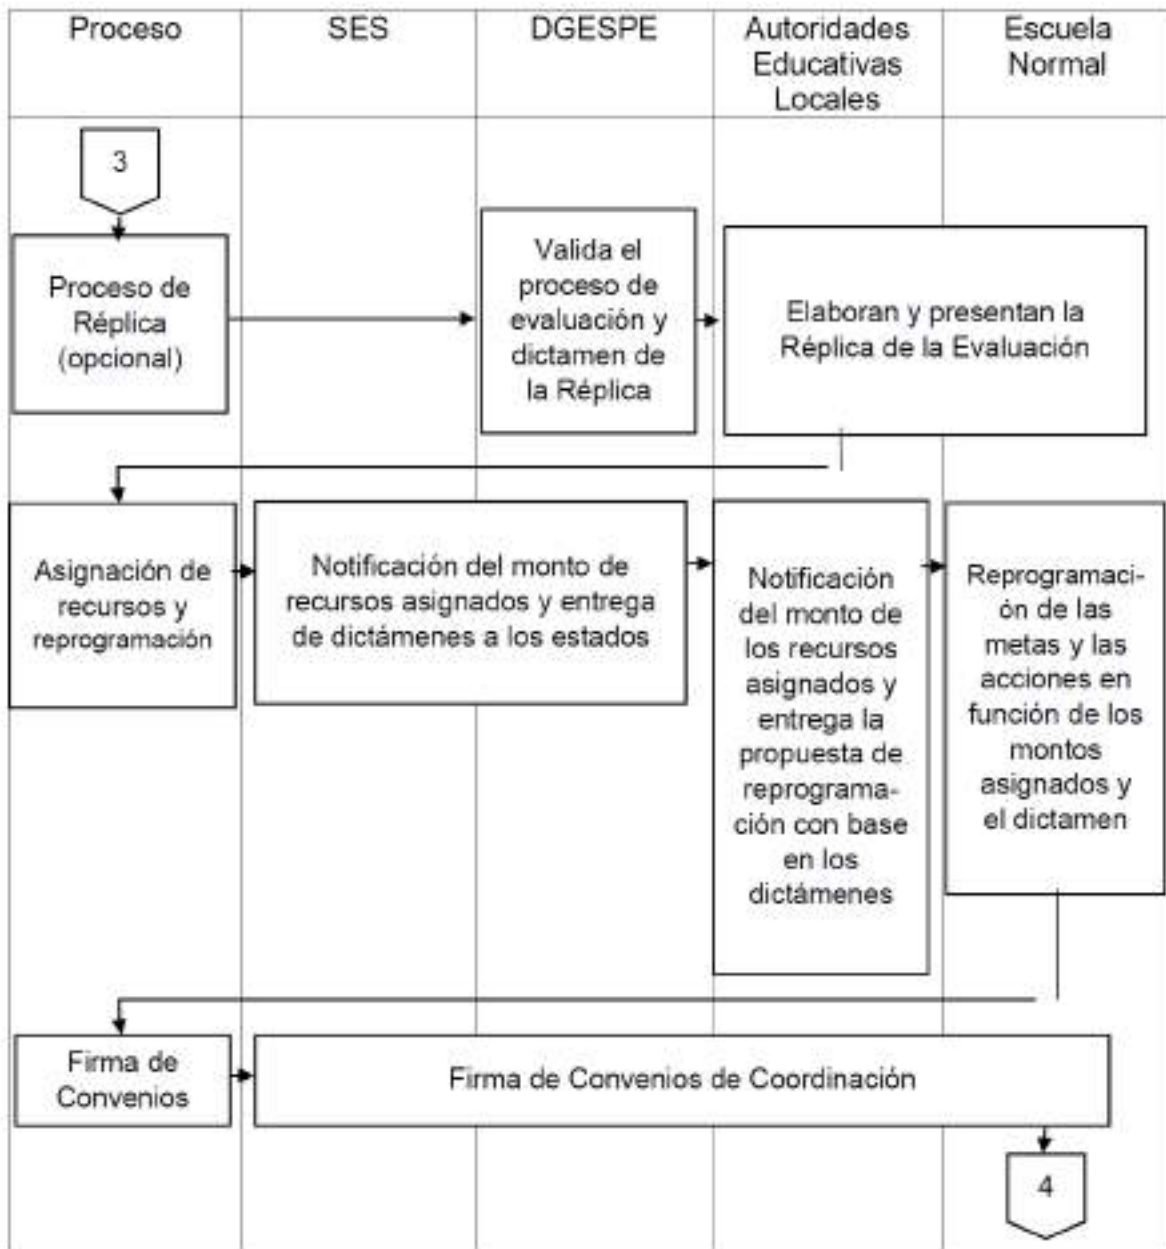 Proceso
SES
DGESPE
Autoridades
Educativas
Locales
Escuela
Normal
3
Proceso de
Réplica
(opcional)
Valida el
proceso de
evaluación y
dictamen de
la Réplica
Elaboran y presentan la
Réplica de la Evaluación
Asignación de
recursos y
reprogramación
Notificación del monto de
recursos asignados y entrega
de dictámenes a los estados
Notificación
del monto de
los recursos
asignados y
entrega la
propuesta de
reprograma-
ción con base
en los
dictámenes
Reprogramaci-
ón de las
metas y las
acciones en
función de los
montos
asignados y
el dictamen
Firma de
Convenios
Firma de Convenios de Coordinación
4